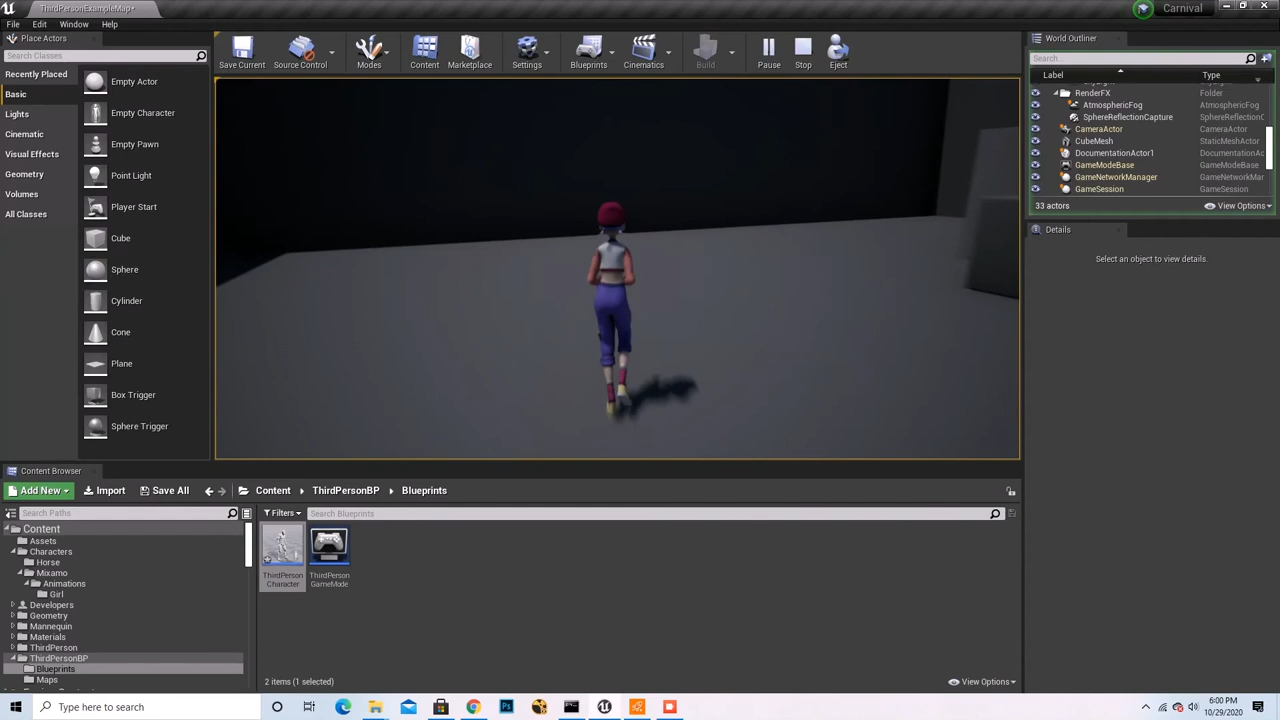 ThirdPersonExampleMap*
Carnival
File Edit Window Help
Place Actors
Search Classes
Recently Placed
Basic
Lights
Cinematic
Visual Effects
Geometry
Volumes
All Classes
Empty Actor
Empty Character
Empty Pawn
Point Light
Player Start
Cube
Sphere
Cylinder
Cone
Plane
Box Trigger
Sphere Trigger
Save Current
Source Control
Modes
Content
Marketplace
Settings
Blueprints
Cinematics
Build
Pause
Stop
Eject
World Outliner
Search...
Label Type
RenderFX Folder
AtmosphericFog AtmosphericFog
SphereReflectionCapture SphereReflectionC
CameraActor CameraActor
CubeMesh StaticMeshActor
DocumentationActor1 DocumentationAc
GameModeBase GameModeBase
GameNetworkManager GameNetworkMar
GameSession GameSession
33 actors View Options
Details
Select an object to view details.
Content Browser
Add New Import Save All Content ThirdPersonBP Blueprints
Search Paths
Filters Search Blueprints
Content
Assets
Characters
Horse
Mixamo
Animations
Girl
Developers
Geometry
Mannequin
Materials
ThirdPerson
ThirdPersonBP
Blueprints
Maps
ThirdPerson
Character
ThirdPerson
GameMode
2 items (1 selected) View Options
Type here to search
Ps
6:00 PM
10/29/2020